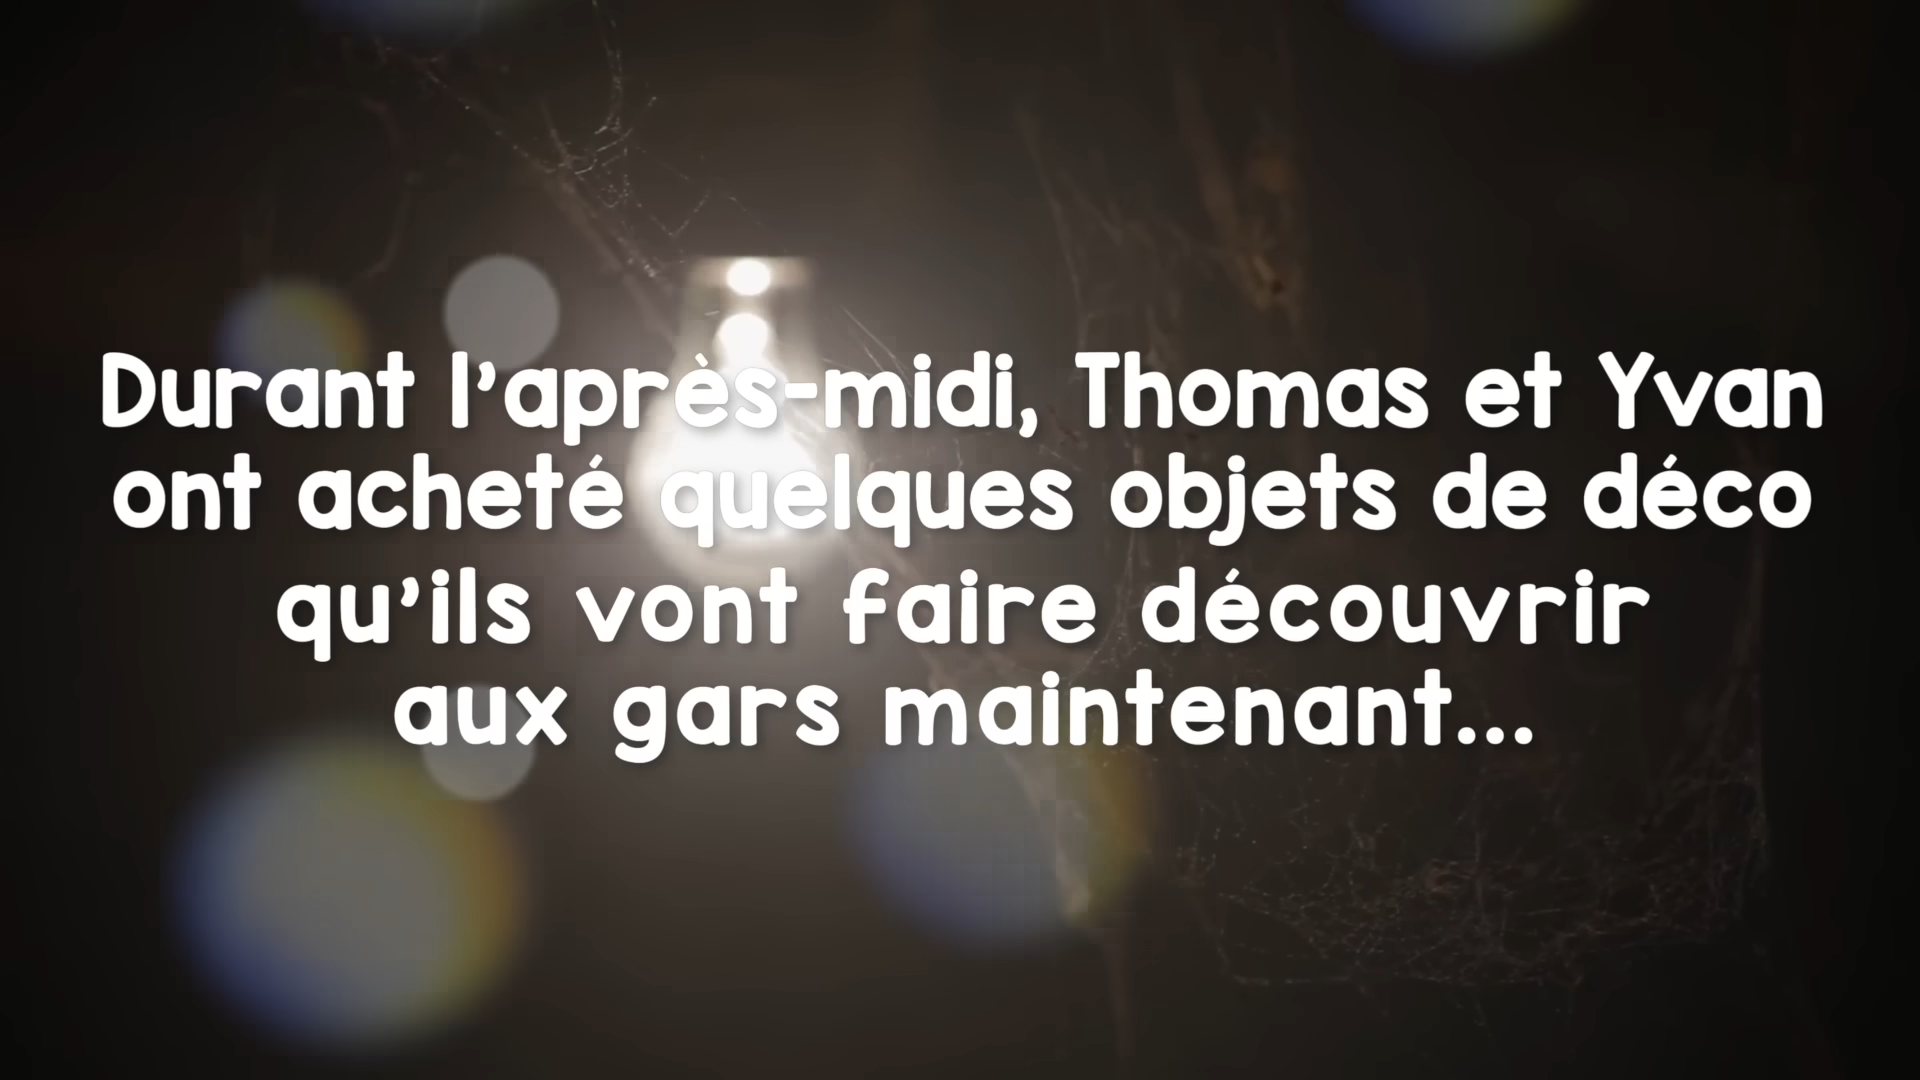 Durant l’après-midi, Thomas et Yvan
ont acheté quelques objets de déco
qu’ils vont faire découvrir
aux gars maintenant...